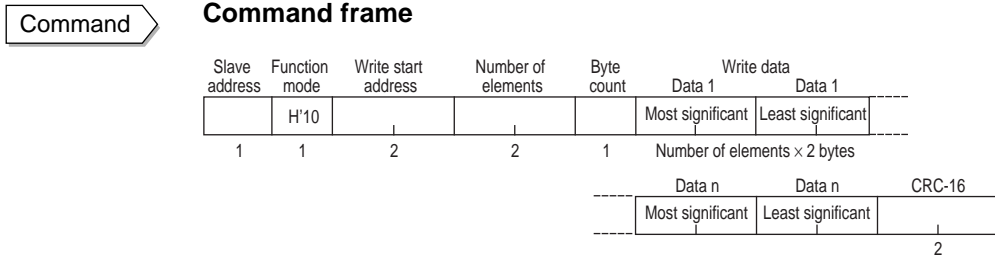 Command
Command frame
Slave Function Write start Number of Byte Write data
address mode address elements count Data 1 Data 1
H'10 Most significant Least significant
1 1 2 2 1 Number of elements × 2 bytes
Data n Data n CRC-16
Most significant Least significant
2